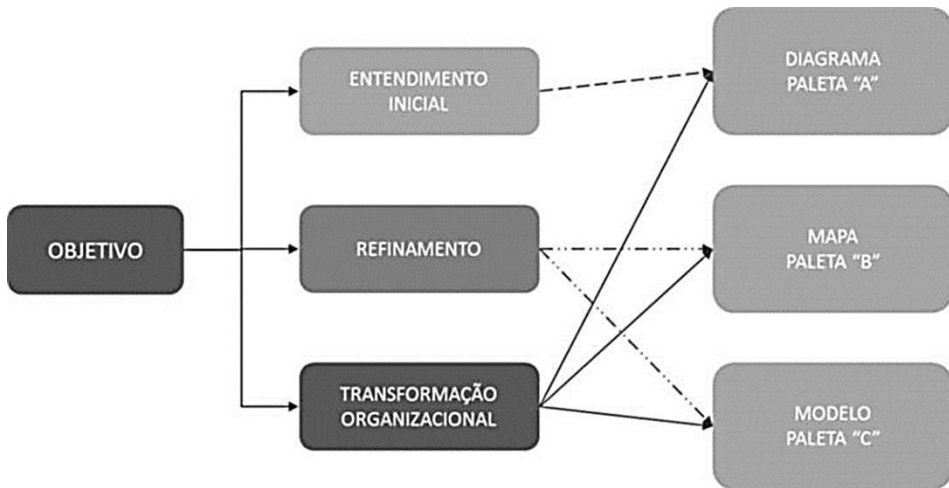 OBJETIVO
ENTENDIMENTO
INICIAL
REFINAMENTO
TRANSFORMAÇÃO
ORGANIZACIONAL
DIAGRAMA
PALETA “A”
MAPA
PALETA “B”
MODELO
PALETA “C”